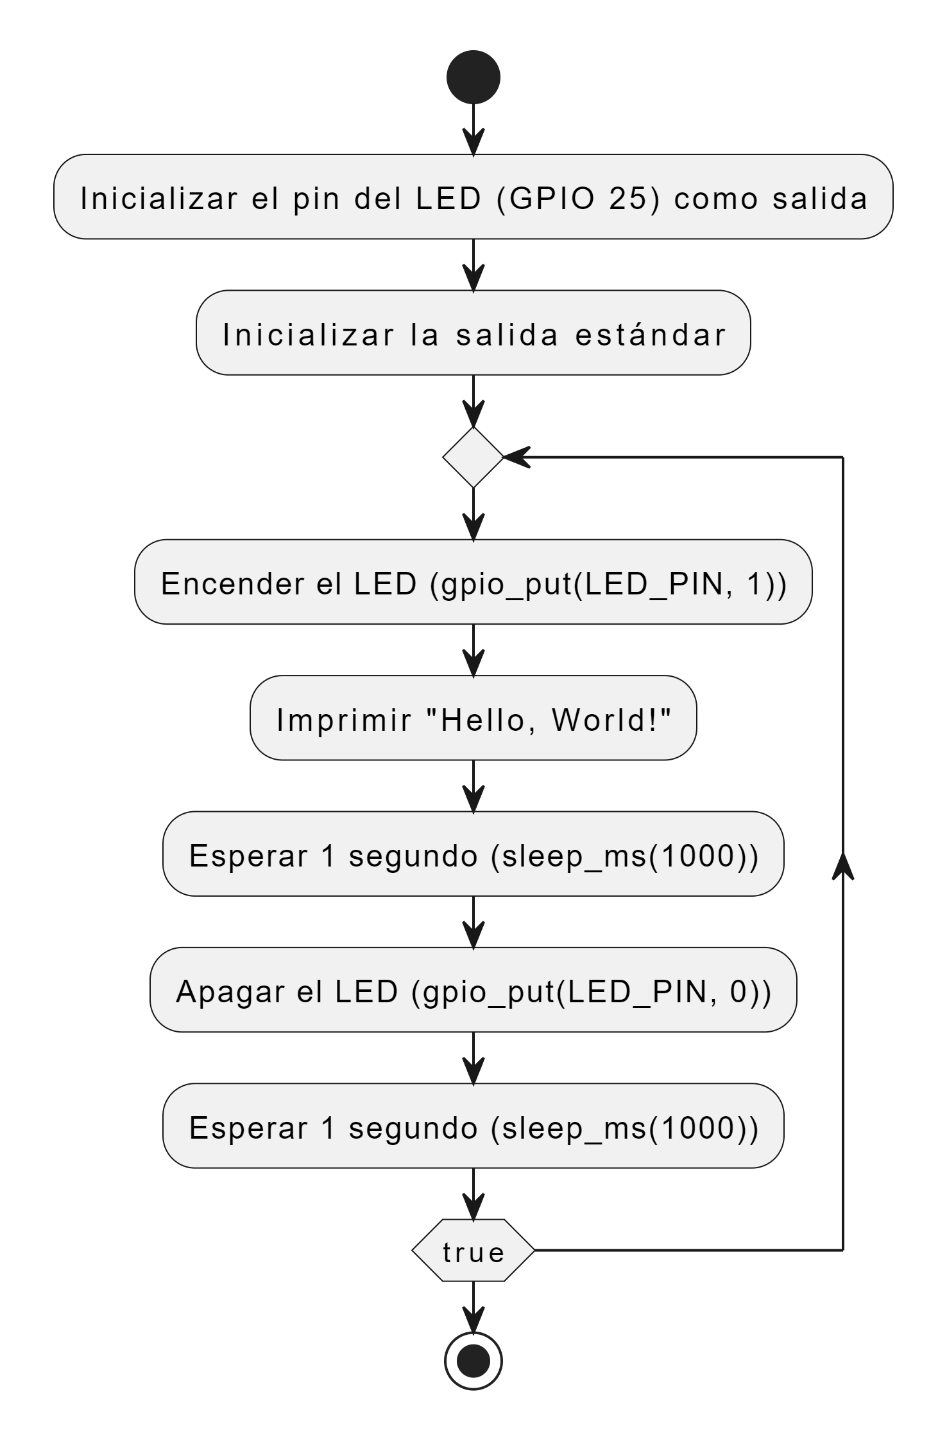 Inicializar el pin del LED (GPIO 25) como salida
Inicializar la salida estándar
Encender el LED (gpio_put(LED_PIN, 1))
Imprimir "Hello, World!"
Esperar 1 segundo (sleep_ms(1000))
Apagar el LED (gpio_put(LED_PIN, 0))
Esperar 1 segundo (sleep_ms(1000))
true